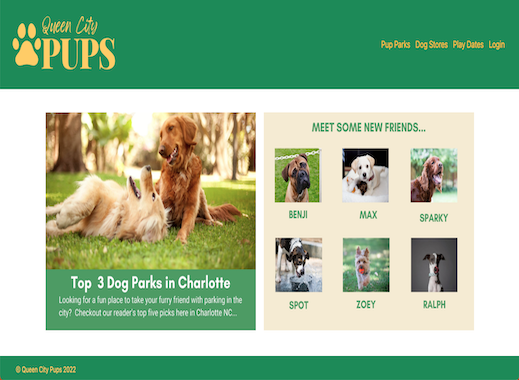 Queen City
PUPS
Pup Parks Dog Stores Play Dates Login
Top 3 Dog Parks in Charlotte
Looking for a fun place to take your furry friend with parking in the
city? Checkout our reader's top five picks here in Charlotte NC...
MEET SOME NEW FRIENDS...
BENJI MAX SPARKY
SPOT ZOEY RALPH
© Queen City Pups 2022